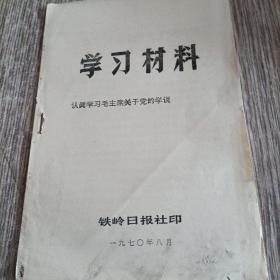 学习材料
认真学习毛主席关于党的学说
铁岭日报社印
一九七〇年八月